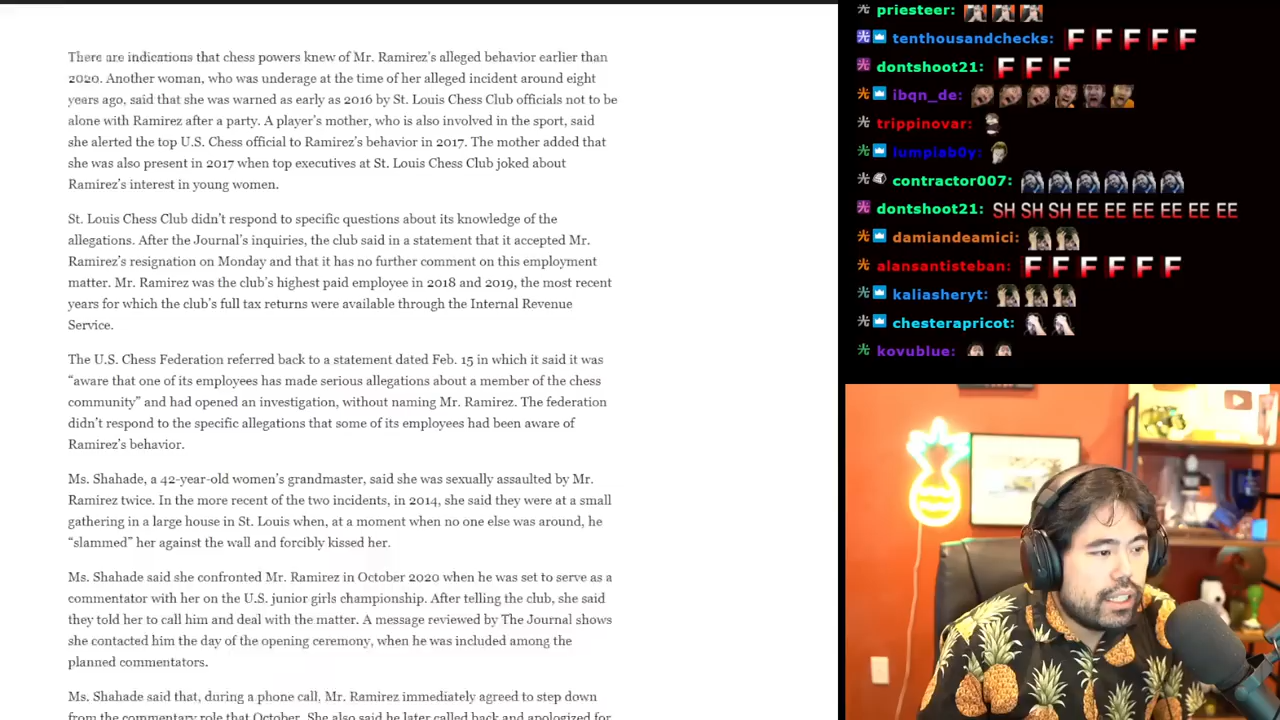 There are indications that chess powers knew of Mr. Ramirez’s alleged behavior earlier than
2020. Another woman, who was underage at the time of her alleged incident around eight
years ago, said that she was warned as early as 2016 by St. Louis Chess Club officials not to be
alone with Ramirez after a party. A player’s mother, who is also involved in the sport, said
she alerted the top U.S. Chess official to Ramirez’s behavior in 2017. The mother added that
she was also present in 2017 when top executives at St. Louis Chess Club joked about
Ramirez’s interest in young women.
St. Louis Chess Club didn’t respond to specific questions about its knowledge of the
allegations. After the Journal’s inquiries, the club said in a statement that it accepted Mr.
Ramirez’s resignation on Monday and that it has no further comment on this employment
matter. Mr. Ramirez was the club’s highest paid employee in 2018 and 2019, the most recent
years for which the club’s full tax returns were available through the Internal Revenue
Service.
The U.S. Chess Federation referred back to a statement dated Feb. 15 in which it said it was
“aware that one of its employees has made serious allegations about a member of the chess
community” and had opened an investigation, without naming Mr. Ramirez. The federation
didn’t respond to the specific allegations that some of its employees had been aware of
Ramirez’s behavior.
Ms. Shahade, a 42-year-old women’s grandmaster, said she was sexually assaulted by Mr.
Ramirez twice. In the more recent of the two incidents, in 2014, she said they were at a small
gathering in a large house in St. Louis when, at a moment when no one else was around, he
“slammed” her against the wall and forcibly kissed her.
Ms. Shahade said she confronted Mr. Ramirez in October 2020 when he was set to serve as a
commentator with her on the U.S. junior girls championship. After telling the club, she said
they told her to call him and deal with the matter. A message reviewed by The Journal shows
she contacted him the day of the opening ceremony, when he was included among the
planned commentators.
Ms. Shahade said that, during a phone call, Mr. Ramirez immediately agreed to step down
from the commentary role that October. She also said he later called back and apologized for
priesteer:
tenthousandchecks: F F F F F
dontshoot21: F F F
ibqn_de:
trippinovar:
lumpiab0y:
contractor007:
dontshoot21: SH SH SH EE EE EE EE EE EE
damiandeamici:
alansantisteban: F F F F F F
kaliasheryt:
chesterapricot:
kovublue: